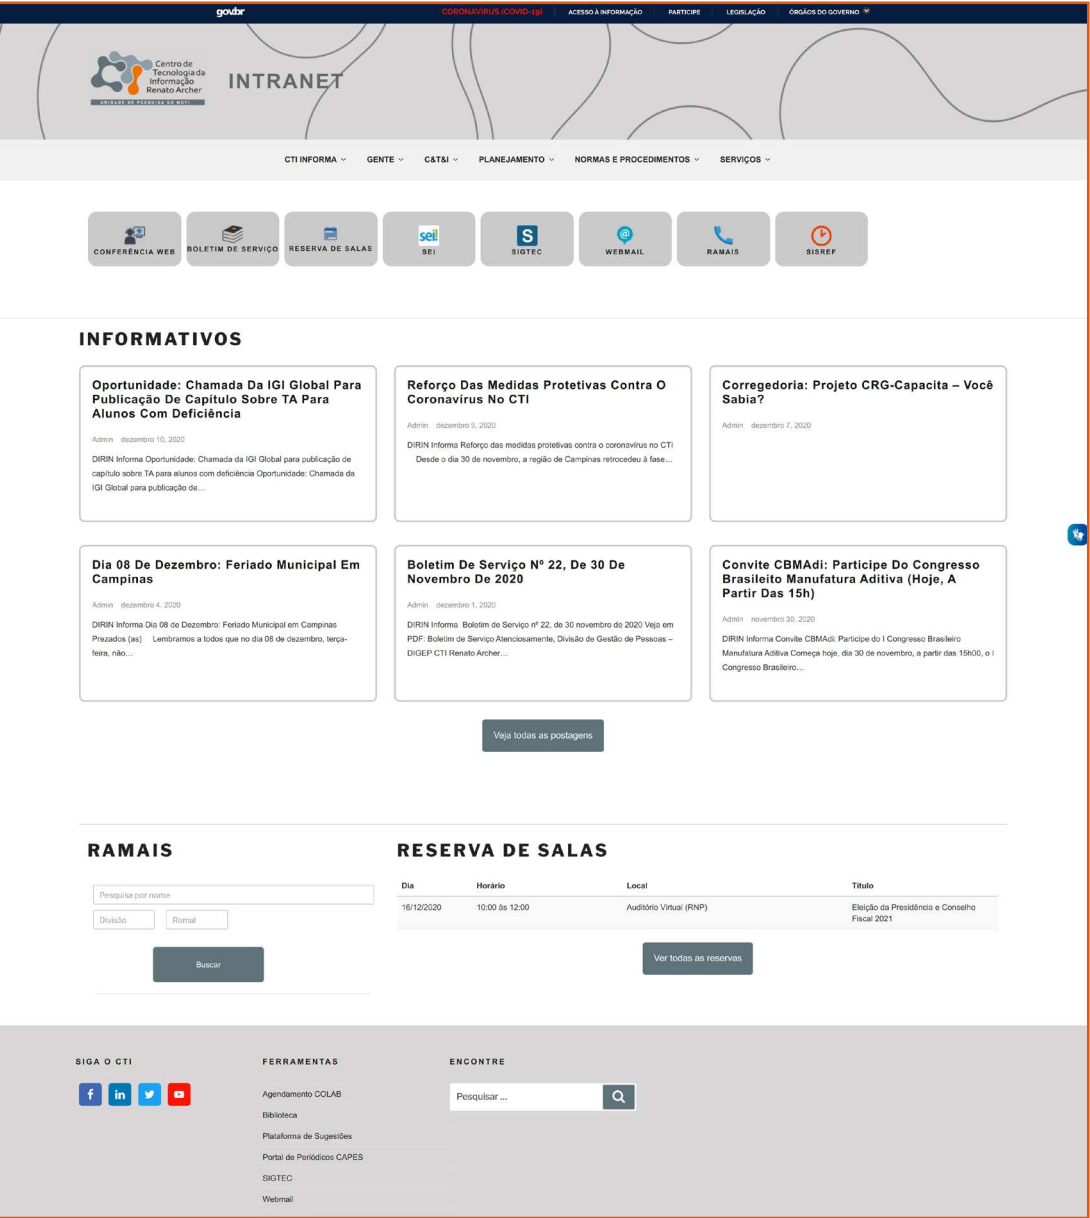 govbr
CORONAVÍRUS (COVID-19)
ACESSO À INFORMAÇÃO
PARTICIPE
LEGISLAÇÃO
ÓRGÃOS DO GOVERNO
Centro de
Tecnologia da
Informação
Renato Archer
UNIDADE DE PESQUISA DO MCTI
INTRANET
CTI INFORMA
GENTE
C&T&I
PLANEJAMENTO
NORMAS E PROCEDIMENTOS
SERVIÇOS
CONFERÊNCIA WEB
BOLETIM DE SERVIÇO
RESERVA DE SALAS
sei!
SEI
S
SIGTEC
@
WEBMAIL
RAMAIS
SISREF
INFORMATIVOS
Oportunidade: Chamada Da IGI Global Para
Publicação De Capítulo Sobre TA Para
Alunos Com Deficiência
Admin dezembro 10, 2020
DIRIN Informa Oportunidade: Chamada da IGI Global para publicação de
capítulo sobre TA para alunos com deficiência Oportunidade: Chamada da
IGI Global para publicação de…
Reforço Das Medidas Protetivas Contra O
Coronavírus No CTI
Admin dezembro 9, 2020
DIRIN Informa Reforço das medidas protetivas contra o coronavírus no CTI
Desde o dia 30 de novembro, a região de Campinas retrocedeu à fase…
Corregedoria: Projeto CRG-Capacita – Você
Sabia?
Admin dezembro 7, 2020
Dia 08 De Dezembro: Feriado Municipal Em
Campinas
Admin dezembro 4, 2020
DIRIN Informa Dia 08 de Dezembro: Feriado Municipal em Campinas
Prezados (as) Lembramos a todos que no dia 08 de dezembro, terça-
feira, não…
Boletim De Serviço Nº 22, De 30 De
Novembro De 2020
Admin dezembro 1, 2020
DIRIN Informa Boletim de Serviço nº 22, de 30 novembro de 2020 Veja em
PDF: Boletim de Serviço Atenciosamente, Divisão de Gestão de Pessoas –
DIGEP CTI Renato Archer…
Convite CBMAdi: Participe Do Congresso
Brasileito Manufatura Aditiva (Hoje, A
Partir Das 15h)
Admin novembro 30, 2020
DIRIN Informa Convite CBMAdi: Participe do I Congresso Brasileiro
Manufatura Aditiva Começa hoje, dia 30 de novembro, a partir das 15h00, o I
Congresso Brasileiro…
Veja todas as postagens
RAMAIS
Pesquisa por nome
Divisão
Ramal
Buscar
RESERVA DE SALAS
Dia Horário Local Título
16/12/2020 10:00 às 12:00 Auditório Virtual (RNP) Eleição da Presidência e Conselho
Fiscal 2021
Ver todas as reservas
SIGA O CTI
f
in
FERRAMENTAS
Agendamento COLAB
Biblioteca
Plataforma de Sugestões
Portal de Periódicos CAPES
SIGTEC
Webmail
ENCONTRE
Pesquisar ...